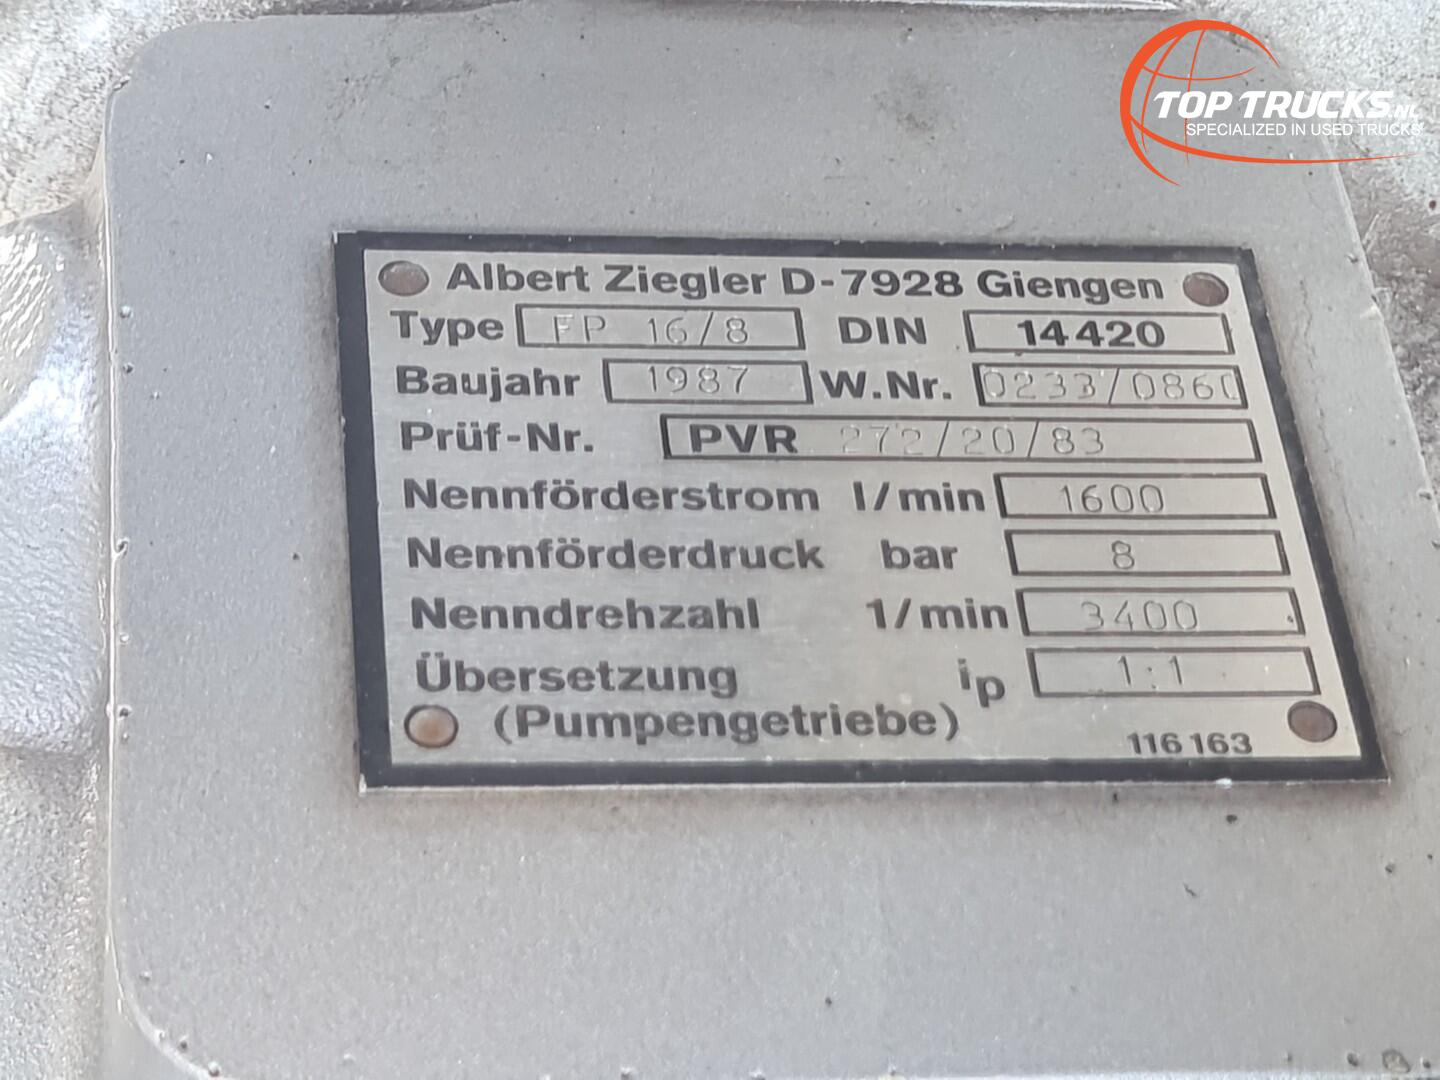 TOP TRUCKS.NL
SPECIALIZED IN USED TRUCKS
Albert Ziegler D-7928 Giengen
Type FP 16/8 DIN 14420
Baujahr 1987 W.Nr. 0233/0860
Prüf-Nr. PVR 272/20/83
Nennförderstrom l/min 1600
Nennförderdruck bar 8
Nenndrehzahl 1/min 3400
Übersetzung ip 1:1
(Pumpengetriebe)
116 163